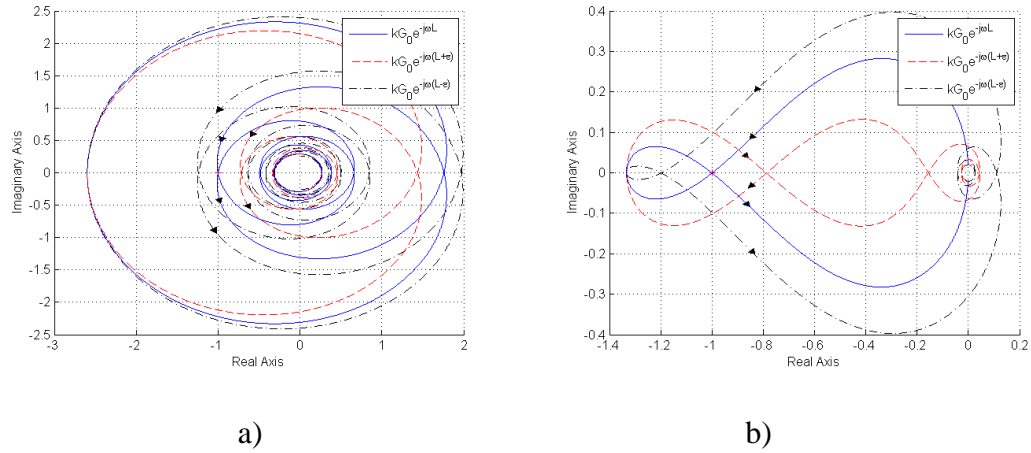 2.5
2
1.5
1
0.5
0
-0.5
-1
-1.5
-2
-2.5
-3
-2
-1
0
1
2
Imaginary Axis
Real Axis
kG₀e^-jωL
kG₀e^-jω(L+ε)
kG₀e^-jω(L-ε)
a)
0.4
0.3
0.2
0.1
0
-0.1
-0.2
-0.3
-0.4
-1.4
-1.2
-1
-0.8
-0.6
-0.4
-0.2
0
0.2
Imaginary Axis
Real Axis
kG₀e^-jωL
kG₀e^-jω(L+ε)
kG₀e^-jω(L-ε)
b)